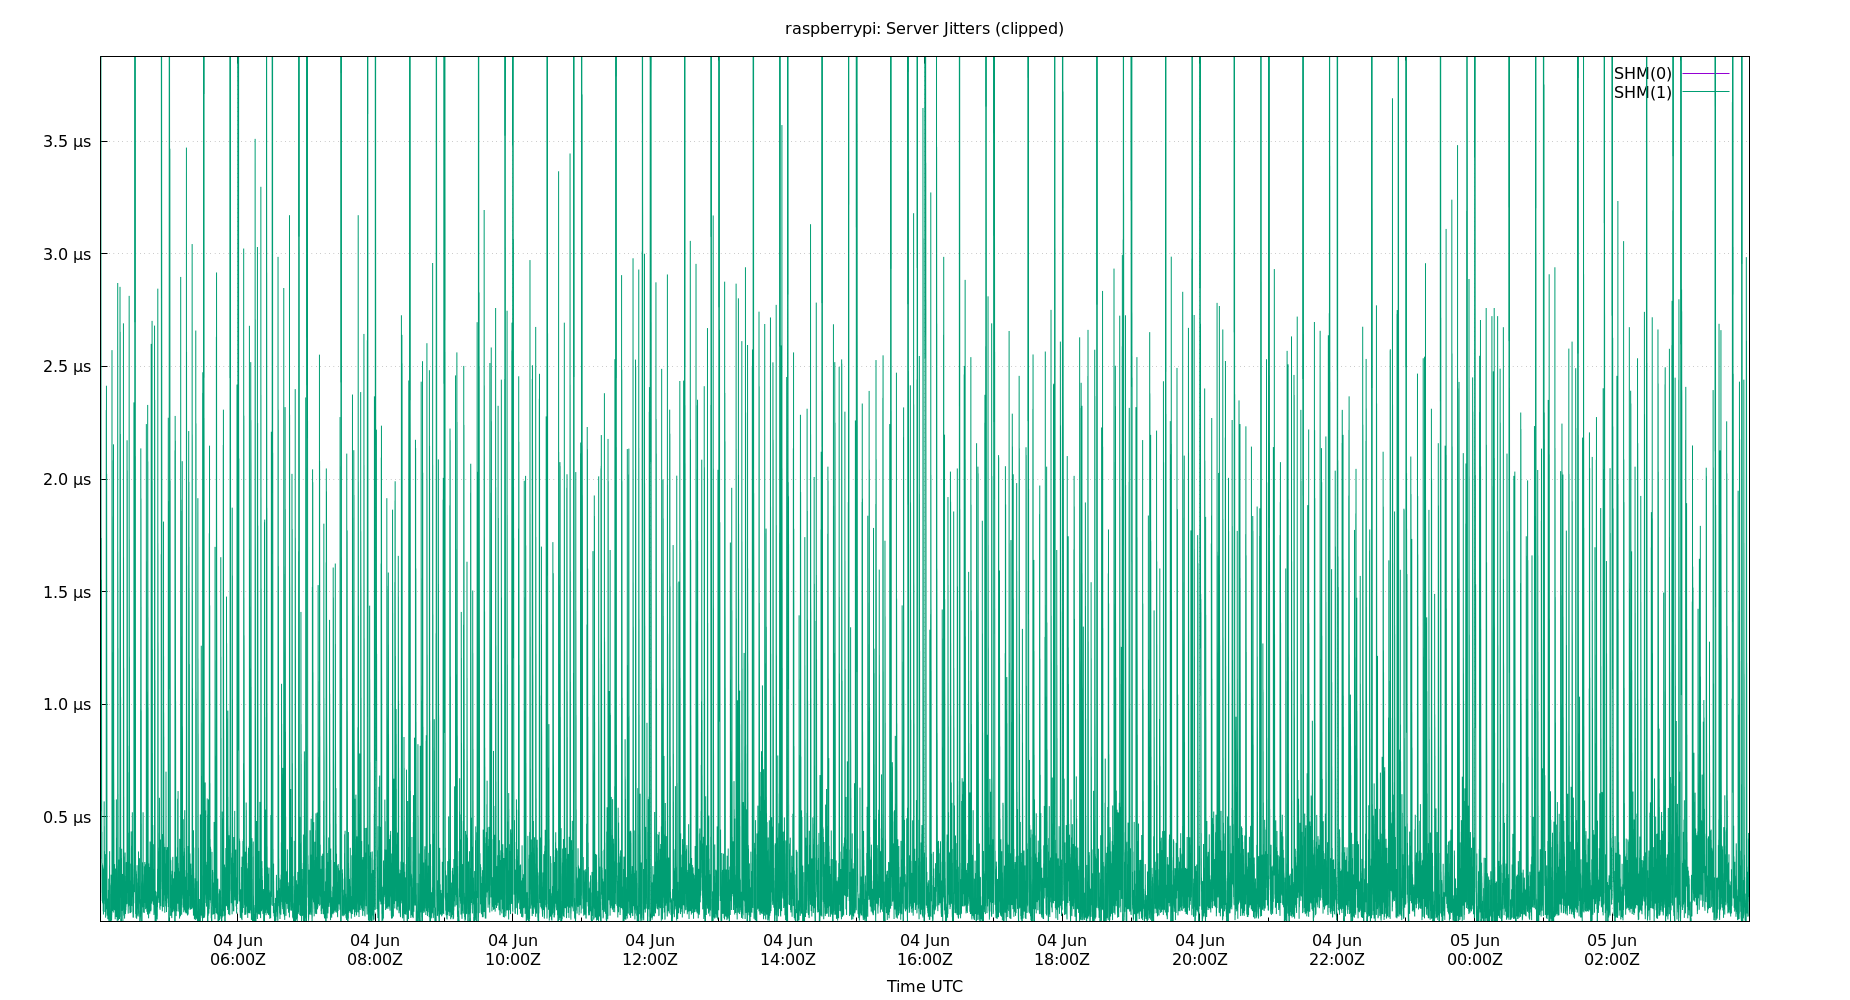 raspberrypi: Server Jitters (clipped)
SHM(0)
SHM(1)
3.5 µs
3.0 µs
2.5 µs
2.0 µs
1.5 µs
1.0 µs
0.5 µs
04 Jun 04 Jun 04 Jun 04 Jun 04 Jun 04 Jun 04 Jun 04 Jun 04 Jun 05 Jun 05 Jun
06:00Z 08:00Z 10:00Z 12:00Z 14:00Z 16:00Z 18:00Z 20:00Z 22:00Z 00:00Z 02:00Z
Time UTC